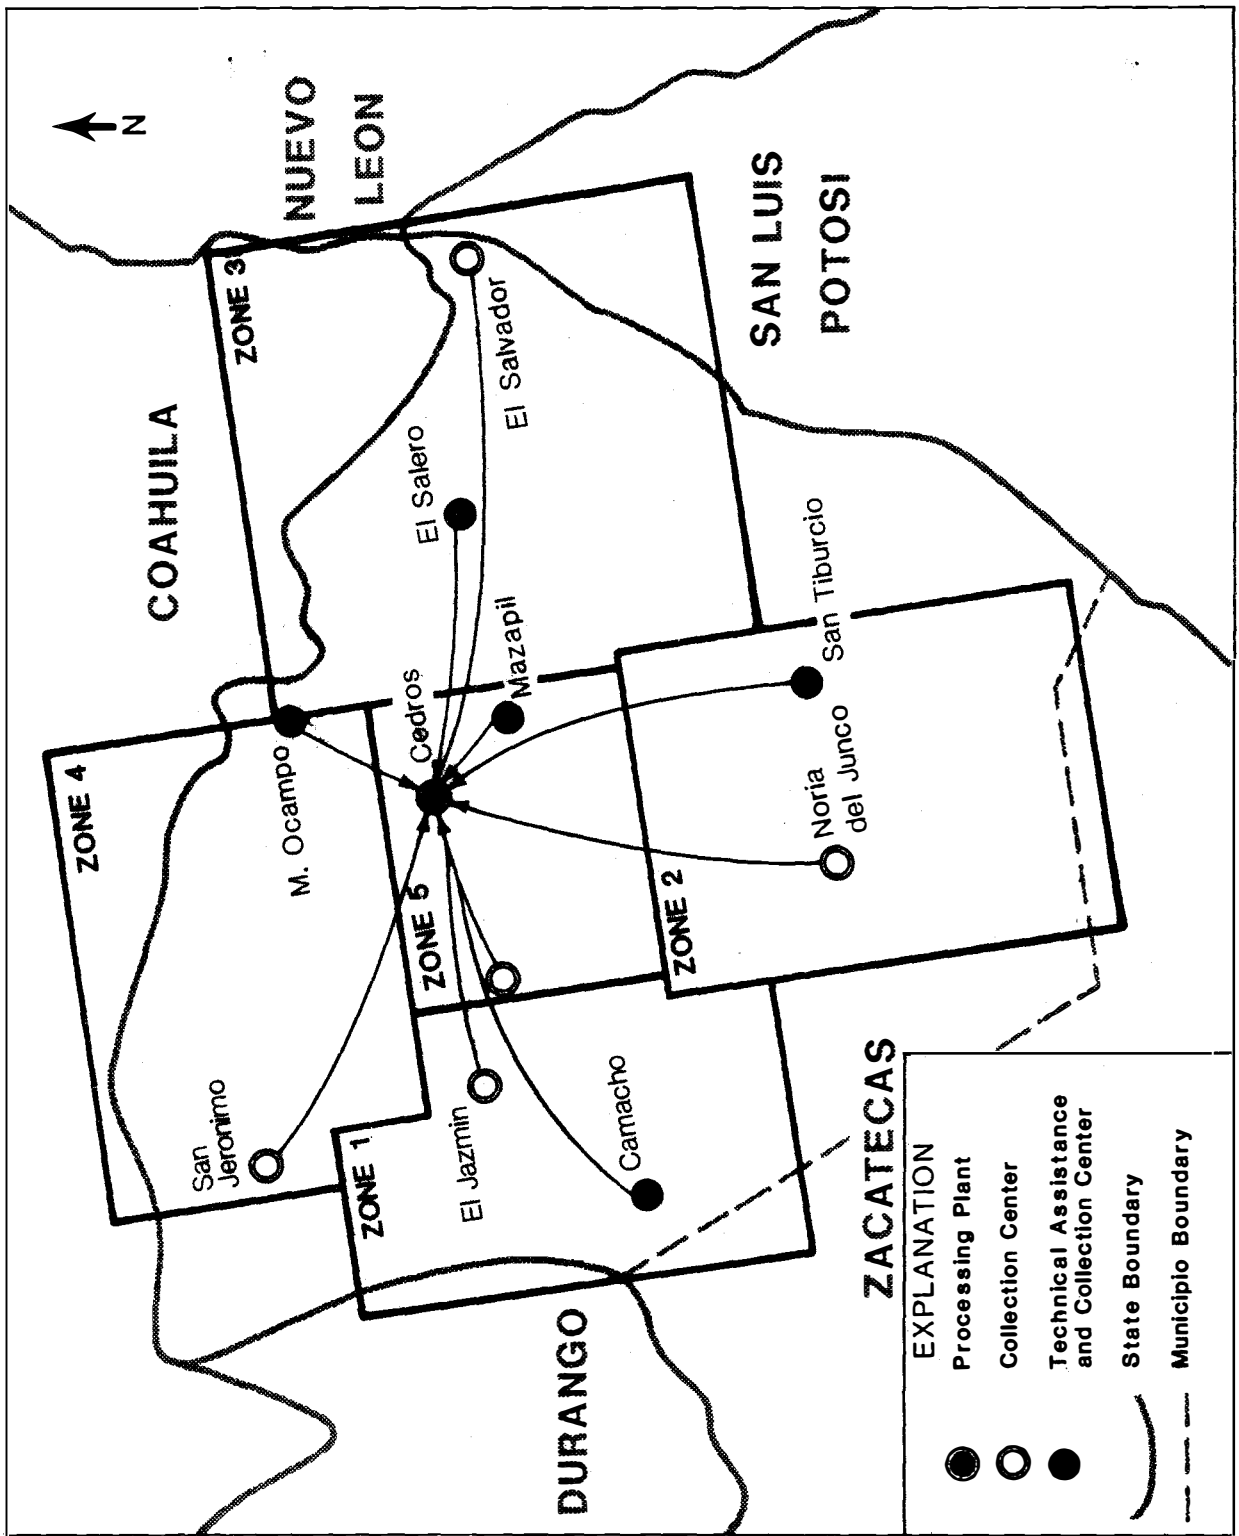 N
NUEVO
LEON
COAHUILA
SAN LUIS
POTOSI
ZACATECAS
DURANGO
ZONE 3
ZONE 4
ZONE 5
ZONE 2
ZONE 1
El Salvador
El Salero
Mazapil
Cedros
M. Ocampo
San Tiburcio
Noria
del Junco
San
Jeronimo
El Jazmin
Camacho
EXPLANATION
Processing Plant
Collection Center
Technical Assistance
and Collection Center
State Boundary
Municipio Boundary